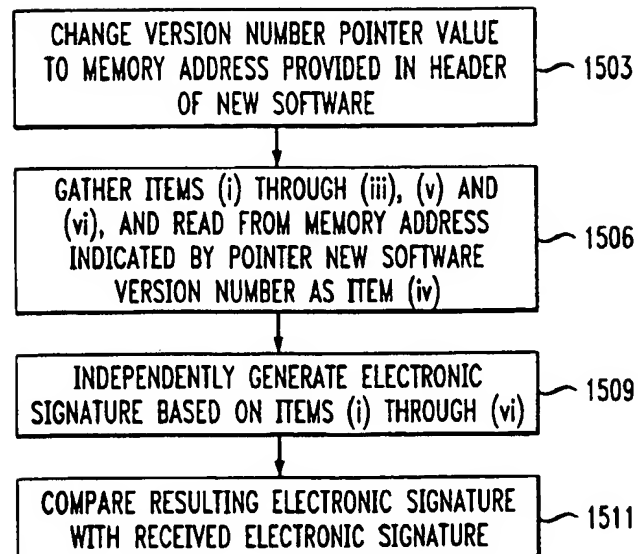 CHANGE VERSION NUMBER POINTER VALUE
TO MEMORY ADDRESS PROVIDED IN HEADER
OF NEW SOFTWARE
1503
GATHER ITEMS (i) THROUGH (iii), (v) AND
(vi), AND READ FROM MEMORY ADDRESS
INDICATED BY POINTER NEW SOFTWARE
VERSION NUMBER AS ITEM (iv)
1506
INDEPENDENTLY GENERATE ELECTRONIC
SIGNATURE BASED ON ITEMS (i) THROUGH (vi)
1509
COMPARE RESULTING ELECTRONIC SIGNATURE
WITH RECEIVED ELECTRONIC SIGNATURE
1511